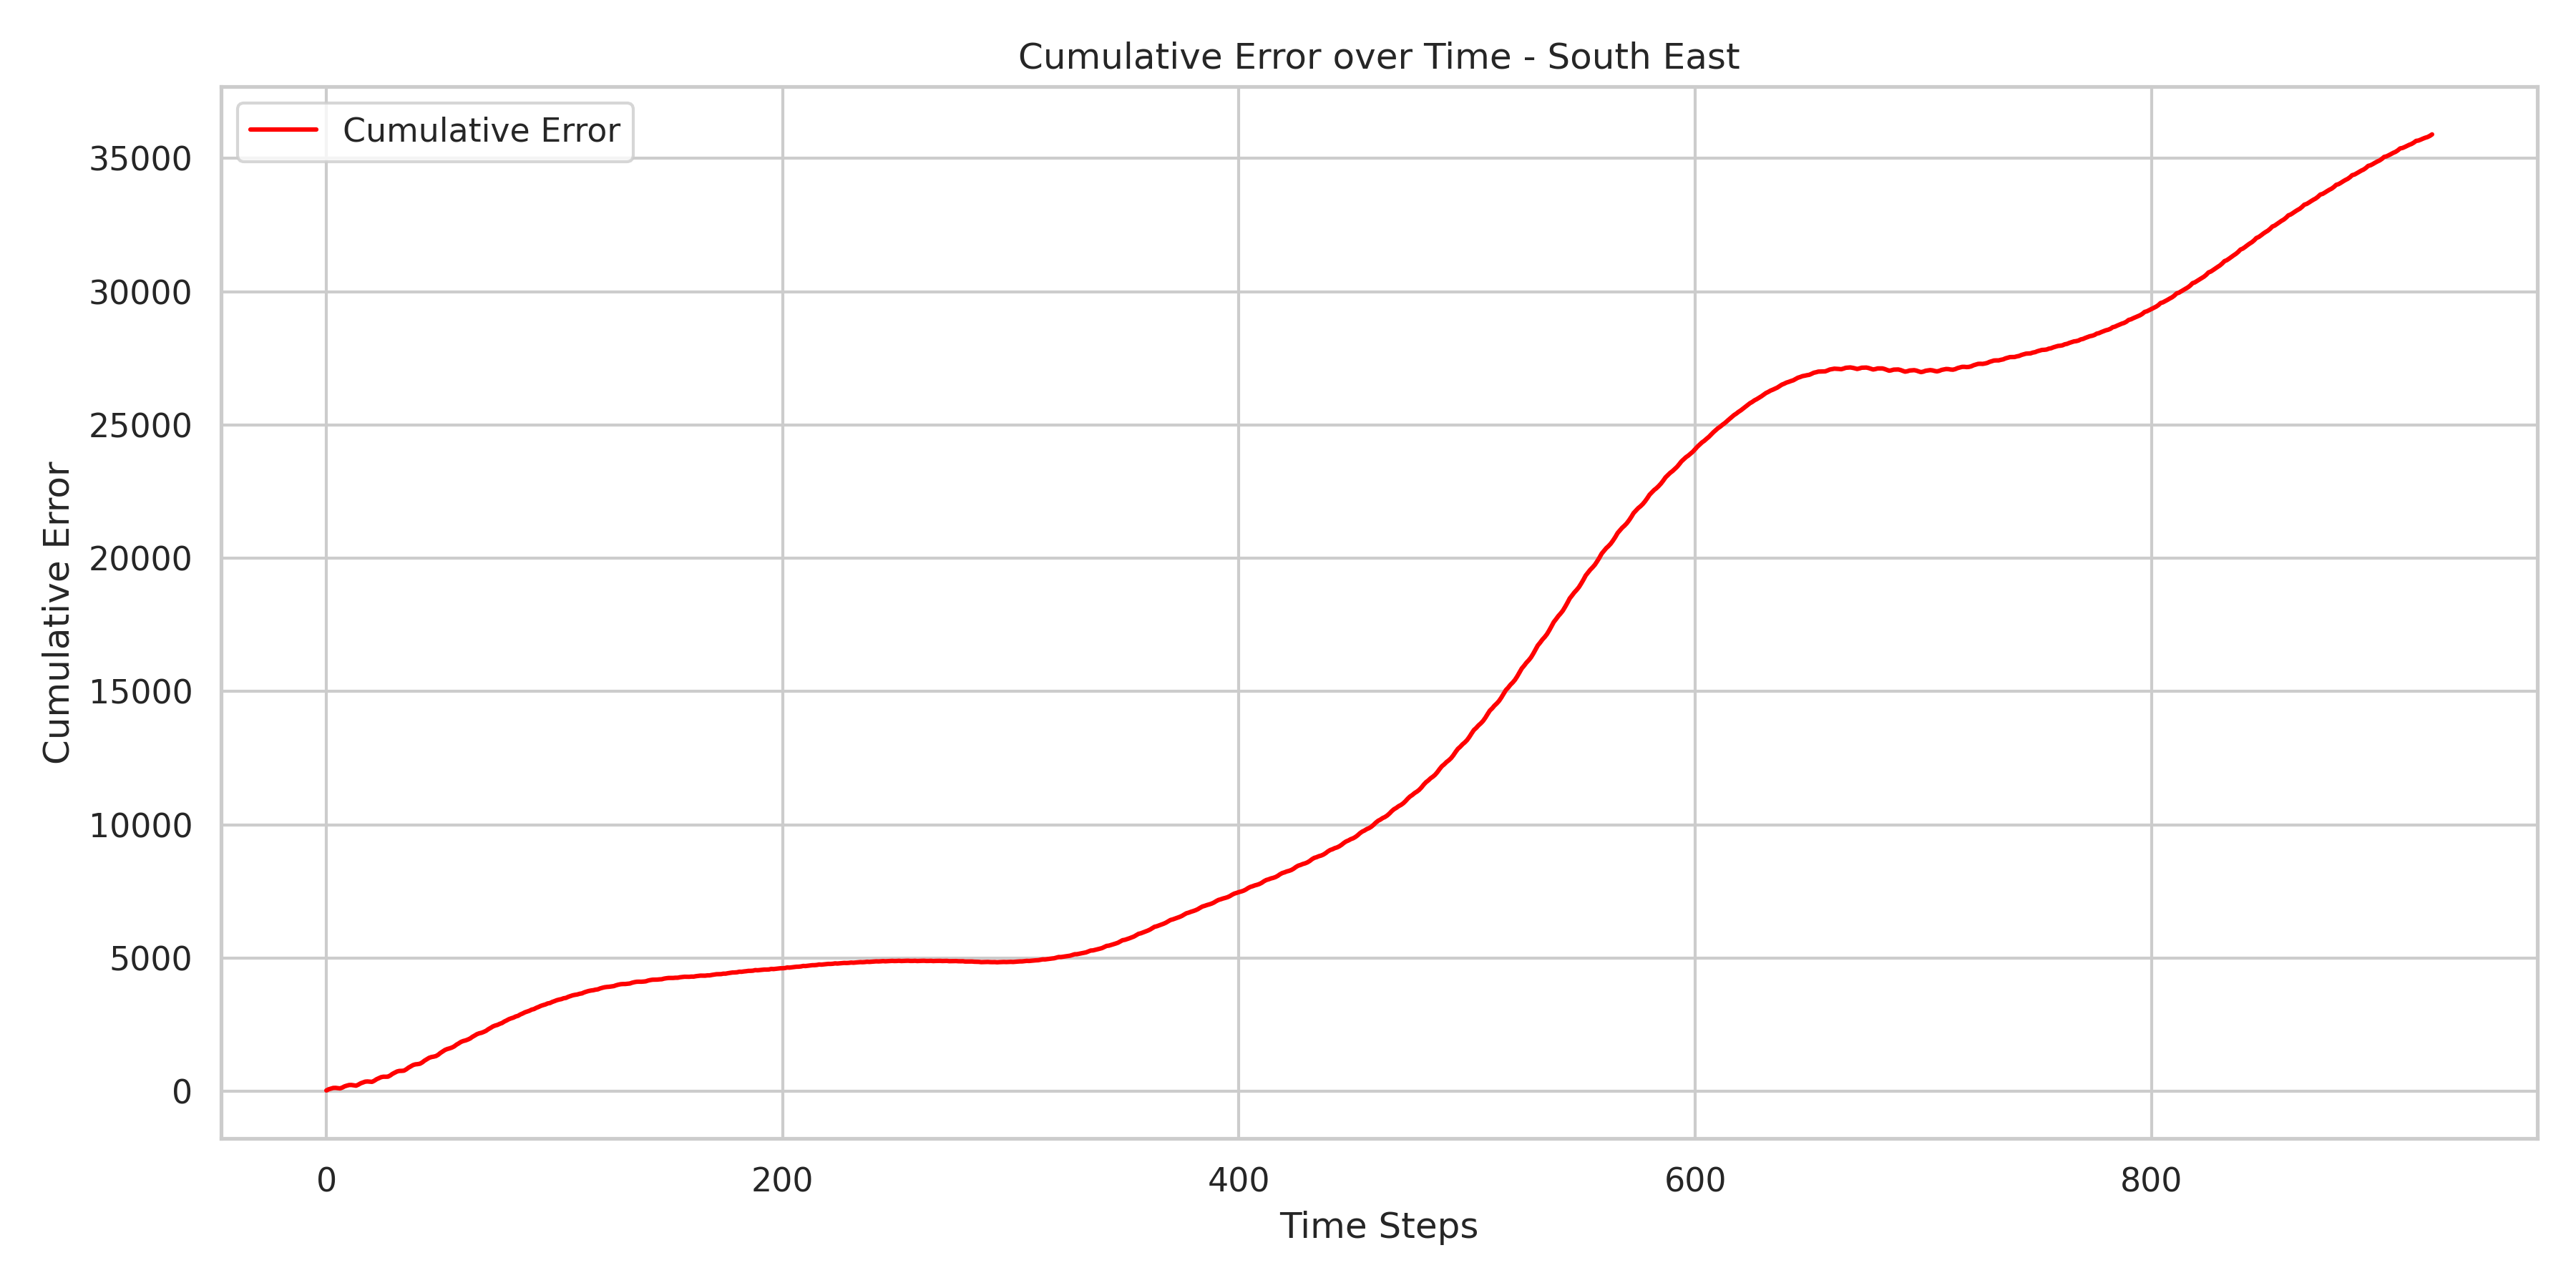 Cumulative Error over Time - South East
Cumulative Error
35000
30000
25000
20000
15000
10000
5000
0
Cumulative Error
0 200 400 600 800
Time Steps